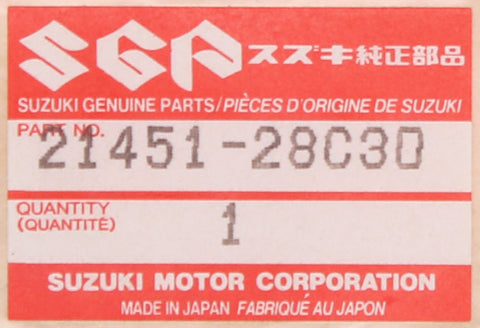 SGP スズキ純正部品
SUZUKI GENUINE PARTS/PIÈCES D'ORIGINE DE SUZUKI
PART NO.
21451-28C30
QUANTITY
(QUANTITÉ)
1
SUZUKI MOTOR CORPORATION
MADE IN JAPAN FABRIQUÉ AU JAPON